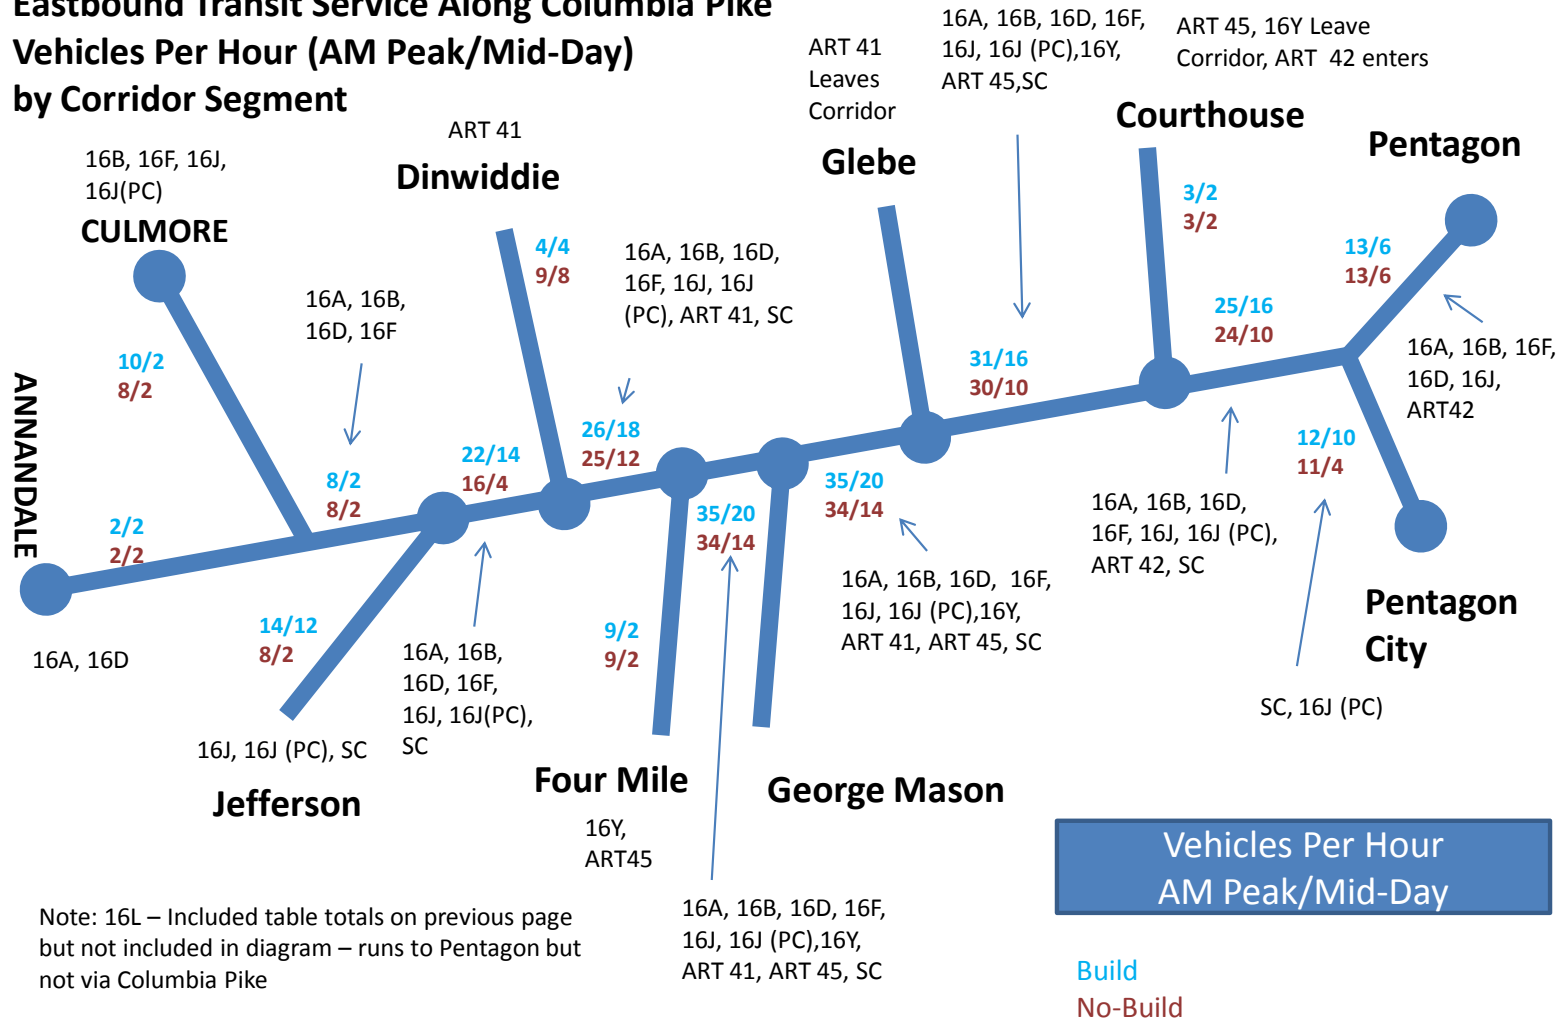 Eastbound Transit Service Along Columbia Pike
Vehicles Per Hour (AM Peak/Mid-Day)
by Corridor Segment
16B, 16F, 16J,
16J(PC)
CULMORE
ART 41
Dinwiddie
ART 41
Leaves
Corridor
Glebe
16A, 16B, 16D, 16F,
16J, 16J (PC),16Y,
ART 45,SC
ART 45, 16Y Leave
Corridor, ART 42 enters
Courthouse
Pentagon
10/2
8/2
16A, 16B,
16D, 16F
4/4
9/8
16A, 16B, 16D,
16F, 16J, 16J
(PC), ART 41, SC
3/2
3/2
13/6
13/6
16A, 16B, 16F,
16D, 16J,
ART42
ANNANDALE
2/2
2/2
8/2
8/2
22/14
16/4
26/18
25/12
35/20
34/14
35/20
34/14
31/16
30/10
25/16
24/10
12/10
11/4
16A, 16D
14/12
8/2
16J, 16J (PC), SC
Jefferson
16A, 16B,
16D, 16F,
16J, 16J(PC),
SC
9/2
9/2
Four Mile
16Y,
ART45
George Mason
16A, 16B, 16D, 16F,
16J, 16J (PC),16Y,
ART 41, ART 45, SC
16A, 16B, 16D, 16F,
16J, 16J (PC),16Y,
ART 41, ART 45, SC
16A, 16B, 16D,
16F, 16J, 16J (PC),
ART 42, SC
SC, 16J (PC)
Pentagon
City
Note: 16L – Included table totals on previous page
but not included in diagram – runs to Pentagon but
not via Columbia Pike
Vehicles Per Hour
AM Peak/Mid-Day
Build
No-Build